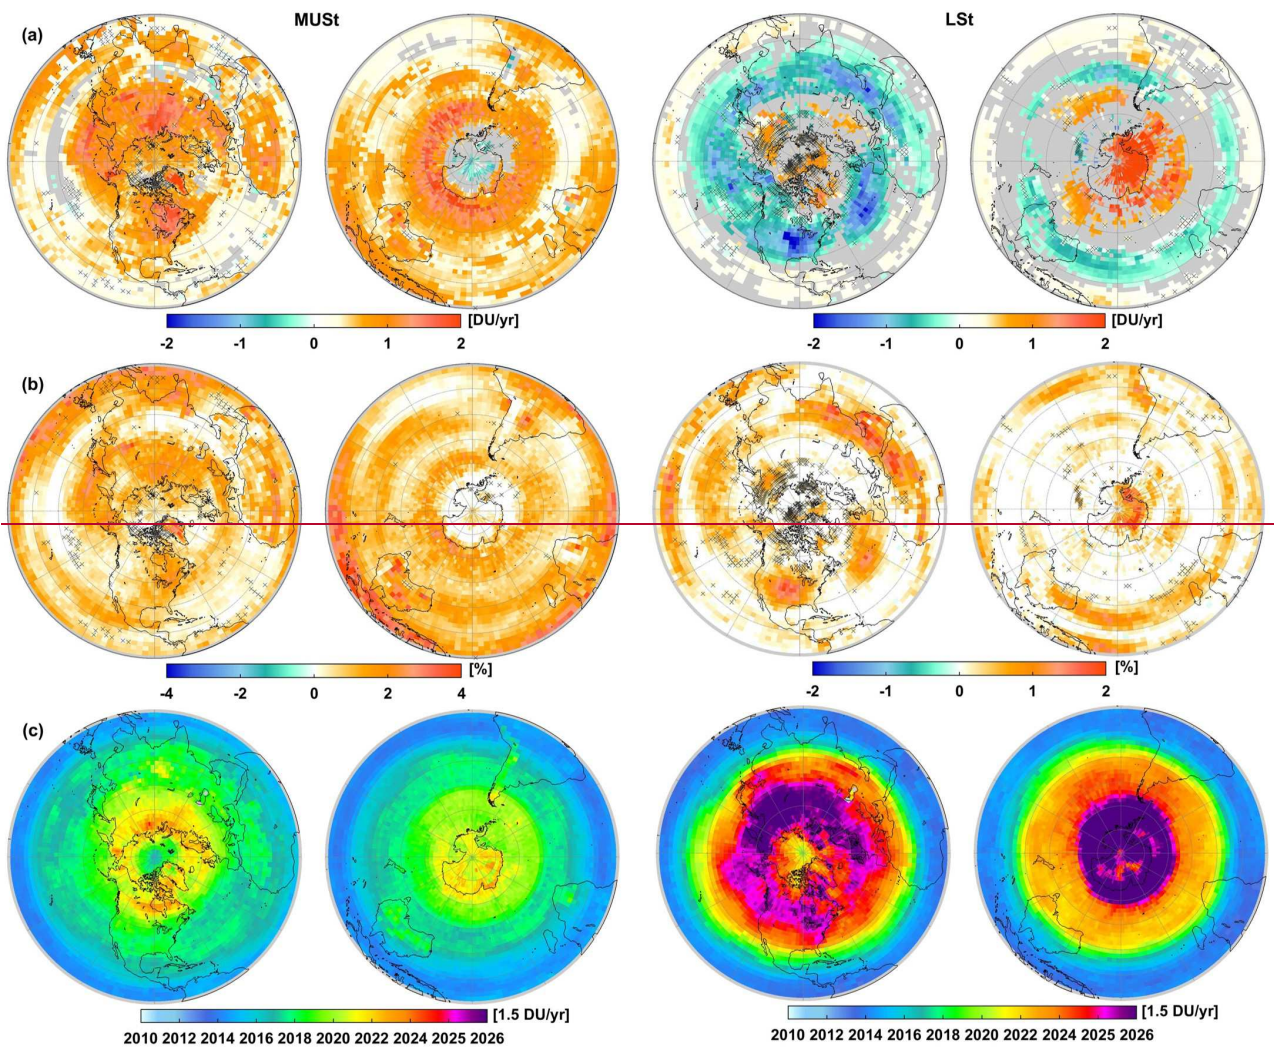 MUSt LSt
(a)
[DU/yr] [DU/yr]
-2 -1 0 1 2 -2 -1 0 1 2
(b)
[%] [%]
-4 -2 0 2 4 -2 -1 0 1 2
(c)
[1.5 DU/yr] [1.5 DU/yr]
2010 2012 2014 2016 2018 2020 2022 2024 2025 2026 2010 2012 2014 2016 2018 2020 2022 2024 2025 2026